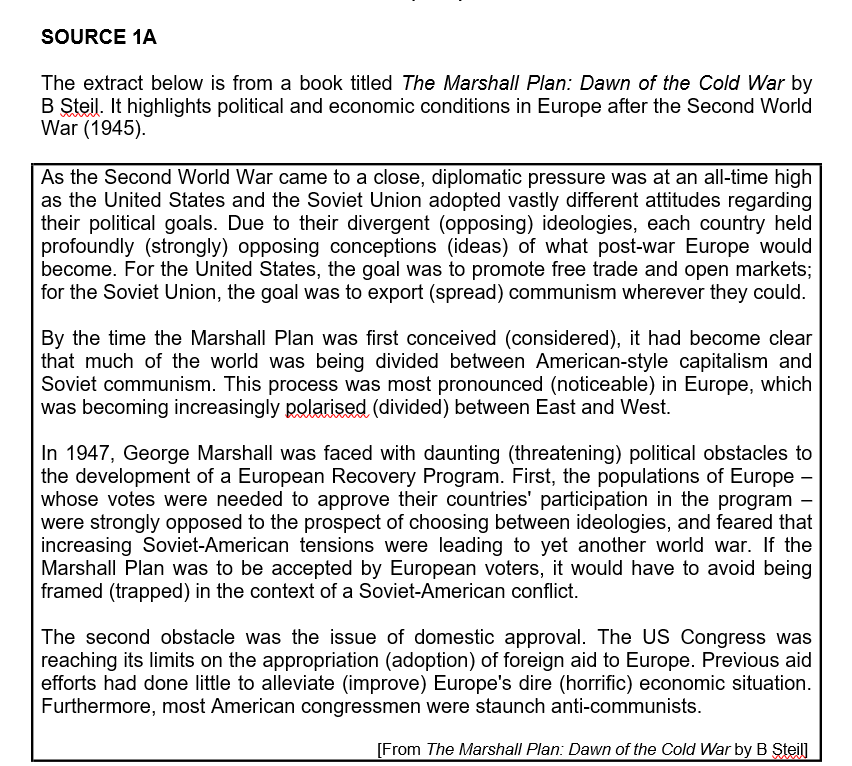 SOURCE 1A
The extract below is from a book titled The Marshall Plan: Dawn of the Cold War by
B Steil. It highlights political and economic conditions in Europe after the Second World
War (1945).
As the Second World War came to a close, diplomatic pressure was at an all-time high
as the United States and the Soviet Union adopted vastly different attitudes regarding
their political goals. Due to their divergent (opposing) ideologies, each country held
profoundly (strongly) opposing conceptions (ideas) of what post-war Europe would
become. For the United States, the goal was to promote free trade and open markets;
for the Soviet Union, the goal was to export (spread) communism wherever they could.
By the time the Marshall Plan was first conceived (considered), it had become clear
that much of the world was being divided between American-style capitalism and
Soviet communism. This process was most pronounced (noticeable) in Europe, which
was becoming increasingly polarised (divided) between East and West.
In 1947, George Marshall was faced with daunting (threatening) political obstacles to
the development of a European Recovery Program. First, the populations of Europe –
whose votes were needed to approve their countries' participation in the program –
were strongly opposed to the prospect of choosing between ideologies, and feared that
increasing Soviet-American tensions were leading to yet another world war. If the
Marshall Plan was to be accepted by European voters, it would have to avoid being
framed (trapped) in the context of a Soviet-American conflict.
The second obstacle was the issue of domestic approval. The US Congress was
reaching its limits on the appropriation (adoption) of foreign aid to Europe. Previous aid
efforts had done little to alleviate (improve) Europe's dire (horrific) economic situation.
Furthermore, most American congressmen were staunch anti-communists.
[From The Marshall Plan: Dawn of the Cold War by B Steil]